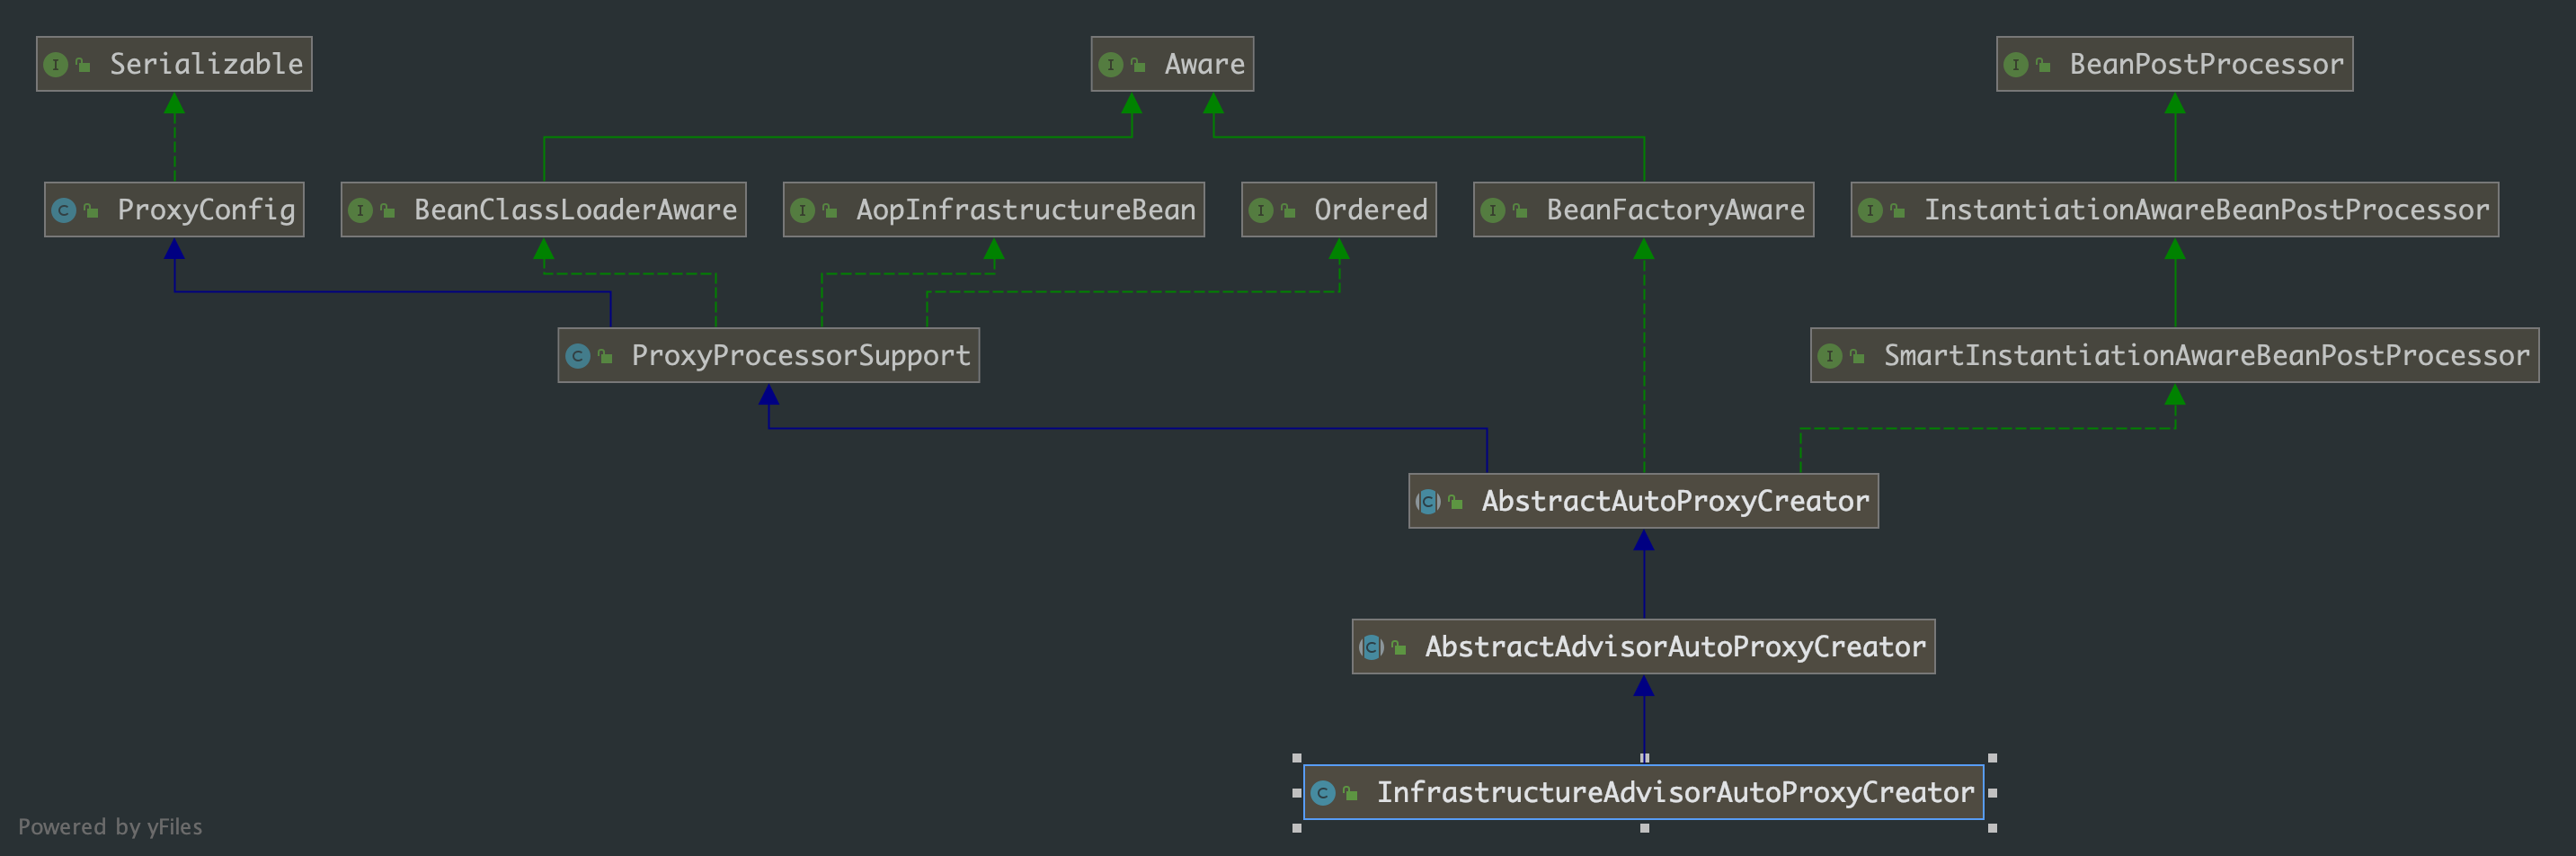 Serializable
Aware
BeanPostProcessor
ProxyConfig
BeanClassLoaderAware
AopInfrastructureBean
Ordered
BeanFactoryAware
InstantiationAwareBeanPostProcessor
ProxyProcessorSupport
SmartInstantiationAwareBeanPostProcessor
AbstractAutoProxyCreator
AbstractAdvisorAutoProxyCreator
InfrastructureAdvisorAutoProxyCreator
Powered by yFiles